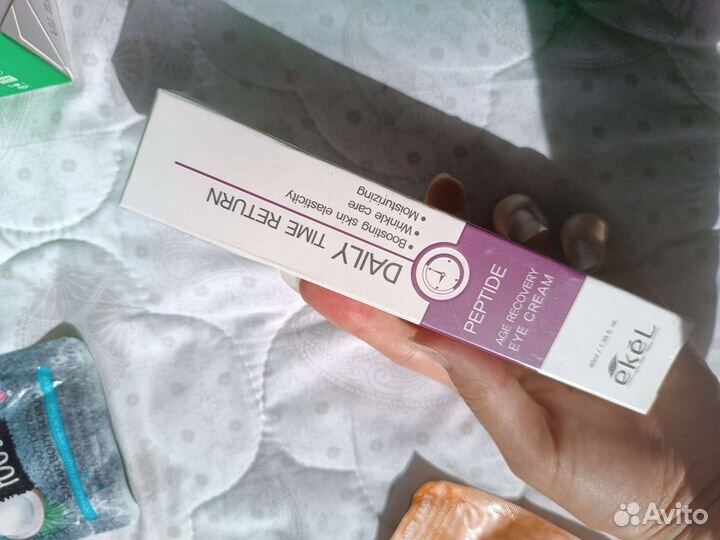 DAILY TIME RETURN
• Boosting skin elasticity
• Wrinkle care
• Moisturizing
PEPTIDE
AGE RECOVERY
EYE CREAM
40ml / 1.35 fl. oz.
ekeL
100%
Avito